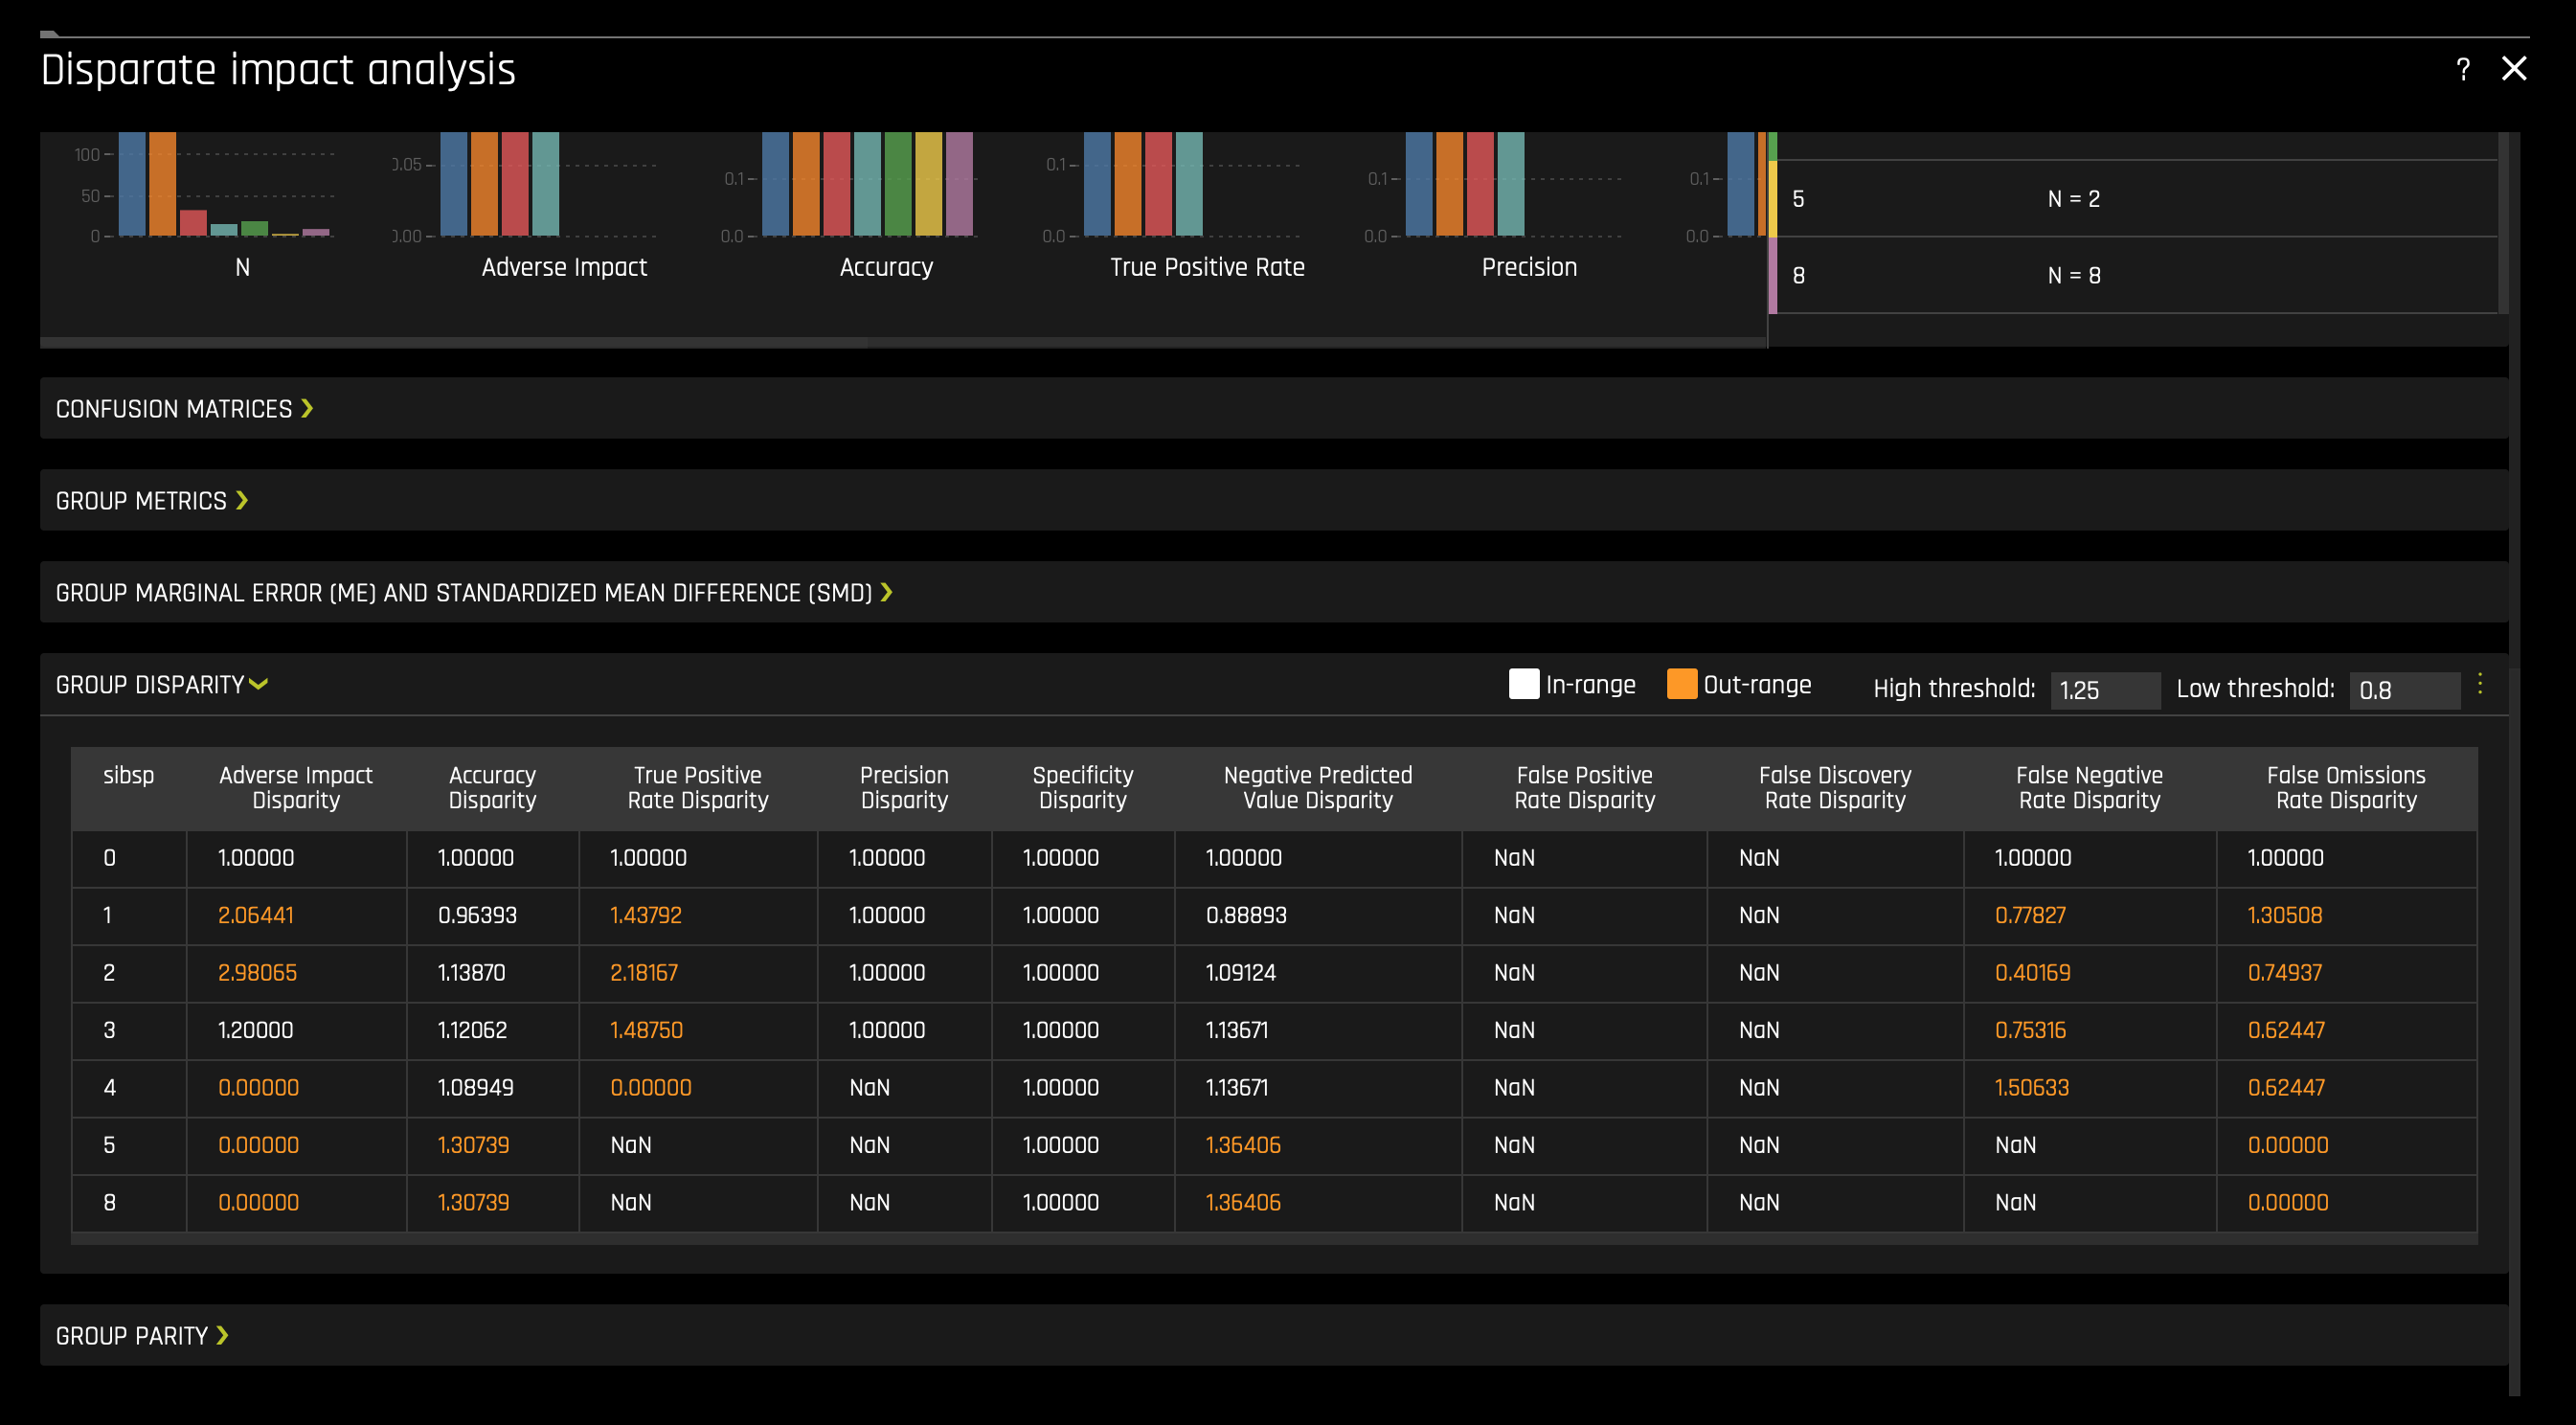 Disparate impact analysis
?
100
50
0
N
0.05
0.00
Adverse Impact
0.1
0.0
Accuracy
0.1
0.0
True Positive Rate
0.1
0.0
Precision
0.1
0.0
5 N = 2
8 N = 8
CONFUSION MATRICES
GROUP METRICS
GROUP MARGINAL ERROR (ME) AND STANDARDIZED MEAN DIFFERENCE (SMD)
GROUP DISPARITY In-range Out-range High threshold: 1.25 Low threshold: 0.8
sibsp Adverse Impact Disparity Accuracy Disparity True Positive Rate Disparity Precision Disparity Specificity Disparity Negative Predicted Value Disparity False Positive Rate Disparity False Discovery Rate Disparity False Negative Rate Disparity False Omissions Rate Disparity
0 1.00000 1.00000 1.00000 1.00000 1.00000 1.00000 NaN NaN 1.00000 1.00000
1 2.06441 0.96393 1.43792 1.00000 1.00000 0.88893 NaN NaN 0.77827 1.30508
2 2.98065 1.13870 2.18167 1.00000 1.00000 1.09124 NaN NaN 0.40169 0.74937
3 1.20000 1.12062 1.48750 1.00000 1.00000 1.13671 NaN NaN 0.75316 0.62447
4 0.00000 1.08949 0.00000 NaN 1.00000 1.13671 NaN NaN 1.50633 0.62447
5 0.00000 1.30739 NaN NaN 1.00000 1.36406 NaN NaN NaN 0.00000
8 0.00000 1.30739 NaN NaN 1.00000 1.36406 NaN NaN NaN 0.00000
GROUP PARITY